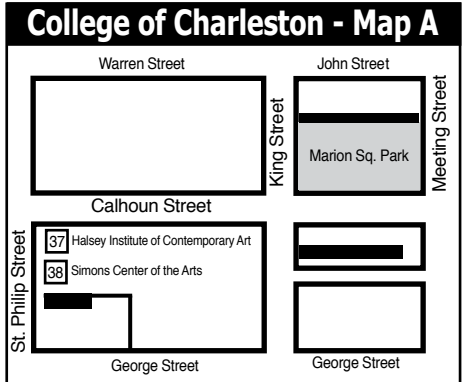 College of Charleston - Map A
Warren Street
John Street
King Street
Meeting Street
Marion Sq. Park
Calhoun Street
St. Philip Street
37 Halsey Institute of Contemporary Art
38 Simons Center of the Arts
George Street
George Street